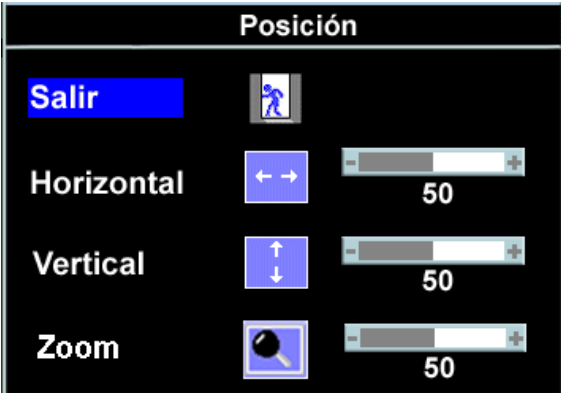 Posición
Salir
Horizontal
- +
50
Vertical
- +
50
Zoom
- +
50